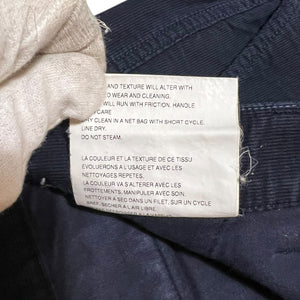 AND TEXTURE WILL ALTER WITH
WEAR AND CLEANING.
WILL RUN WITH FRICTION. HANDLE
DRY CLEAN IN A NET BAG WITH SHORT CYCLE.
LINE DRY.
DO NOT STEAM.
LA COULEUR ET LA TEXTURE DE CE TISSU
EVOLUERONS A L'USAGE ET AVEC LES
NETTOYAGES REPETES.
LA COULEUR VA S'ALTERER AVEC LES
FROTTEMENTS. MANIPULER AVEC SOIN.
NETTOYER A SEC DANS UN FILET, SUR UN CYCLE
BREF, SECHER A L'AIR LIBRE.